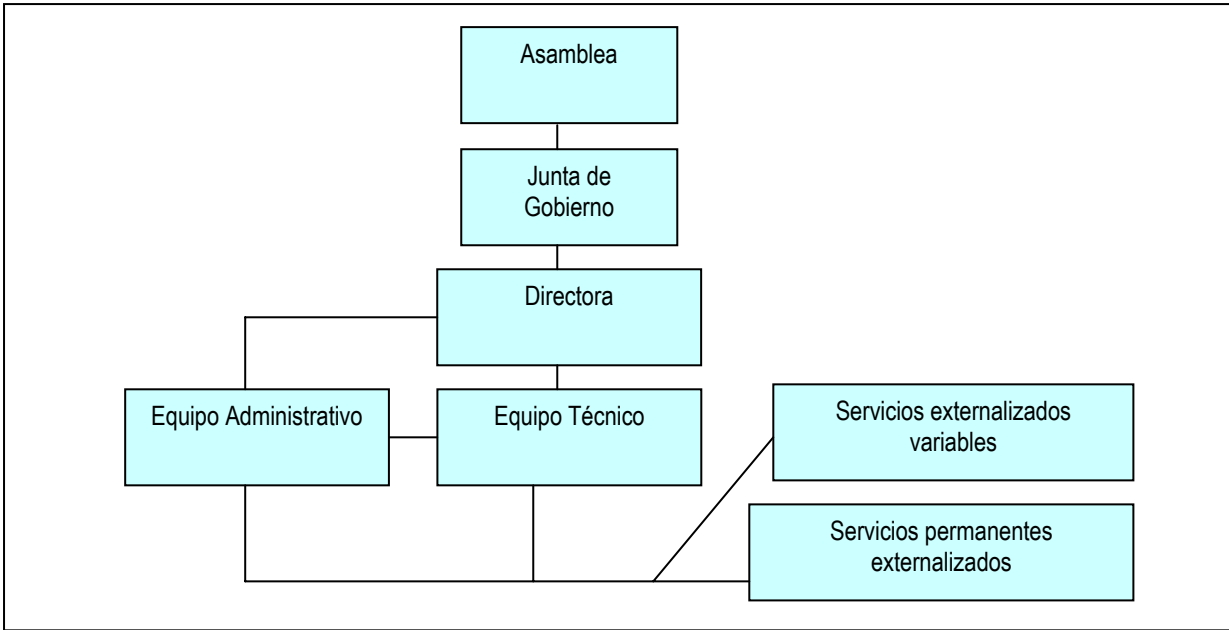 Asamblea
Junta de
Gobierno
Directora
Equipo Administrativo
Equipo Técnico
Servicios externalizados
variables
Servicios permanentes
externalizados